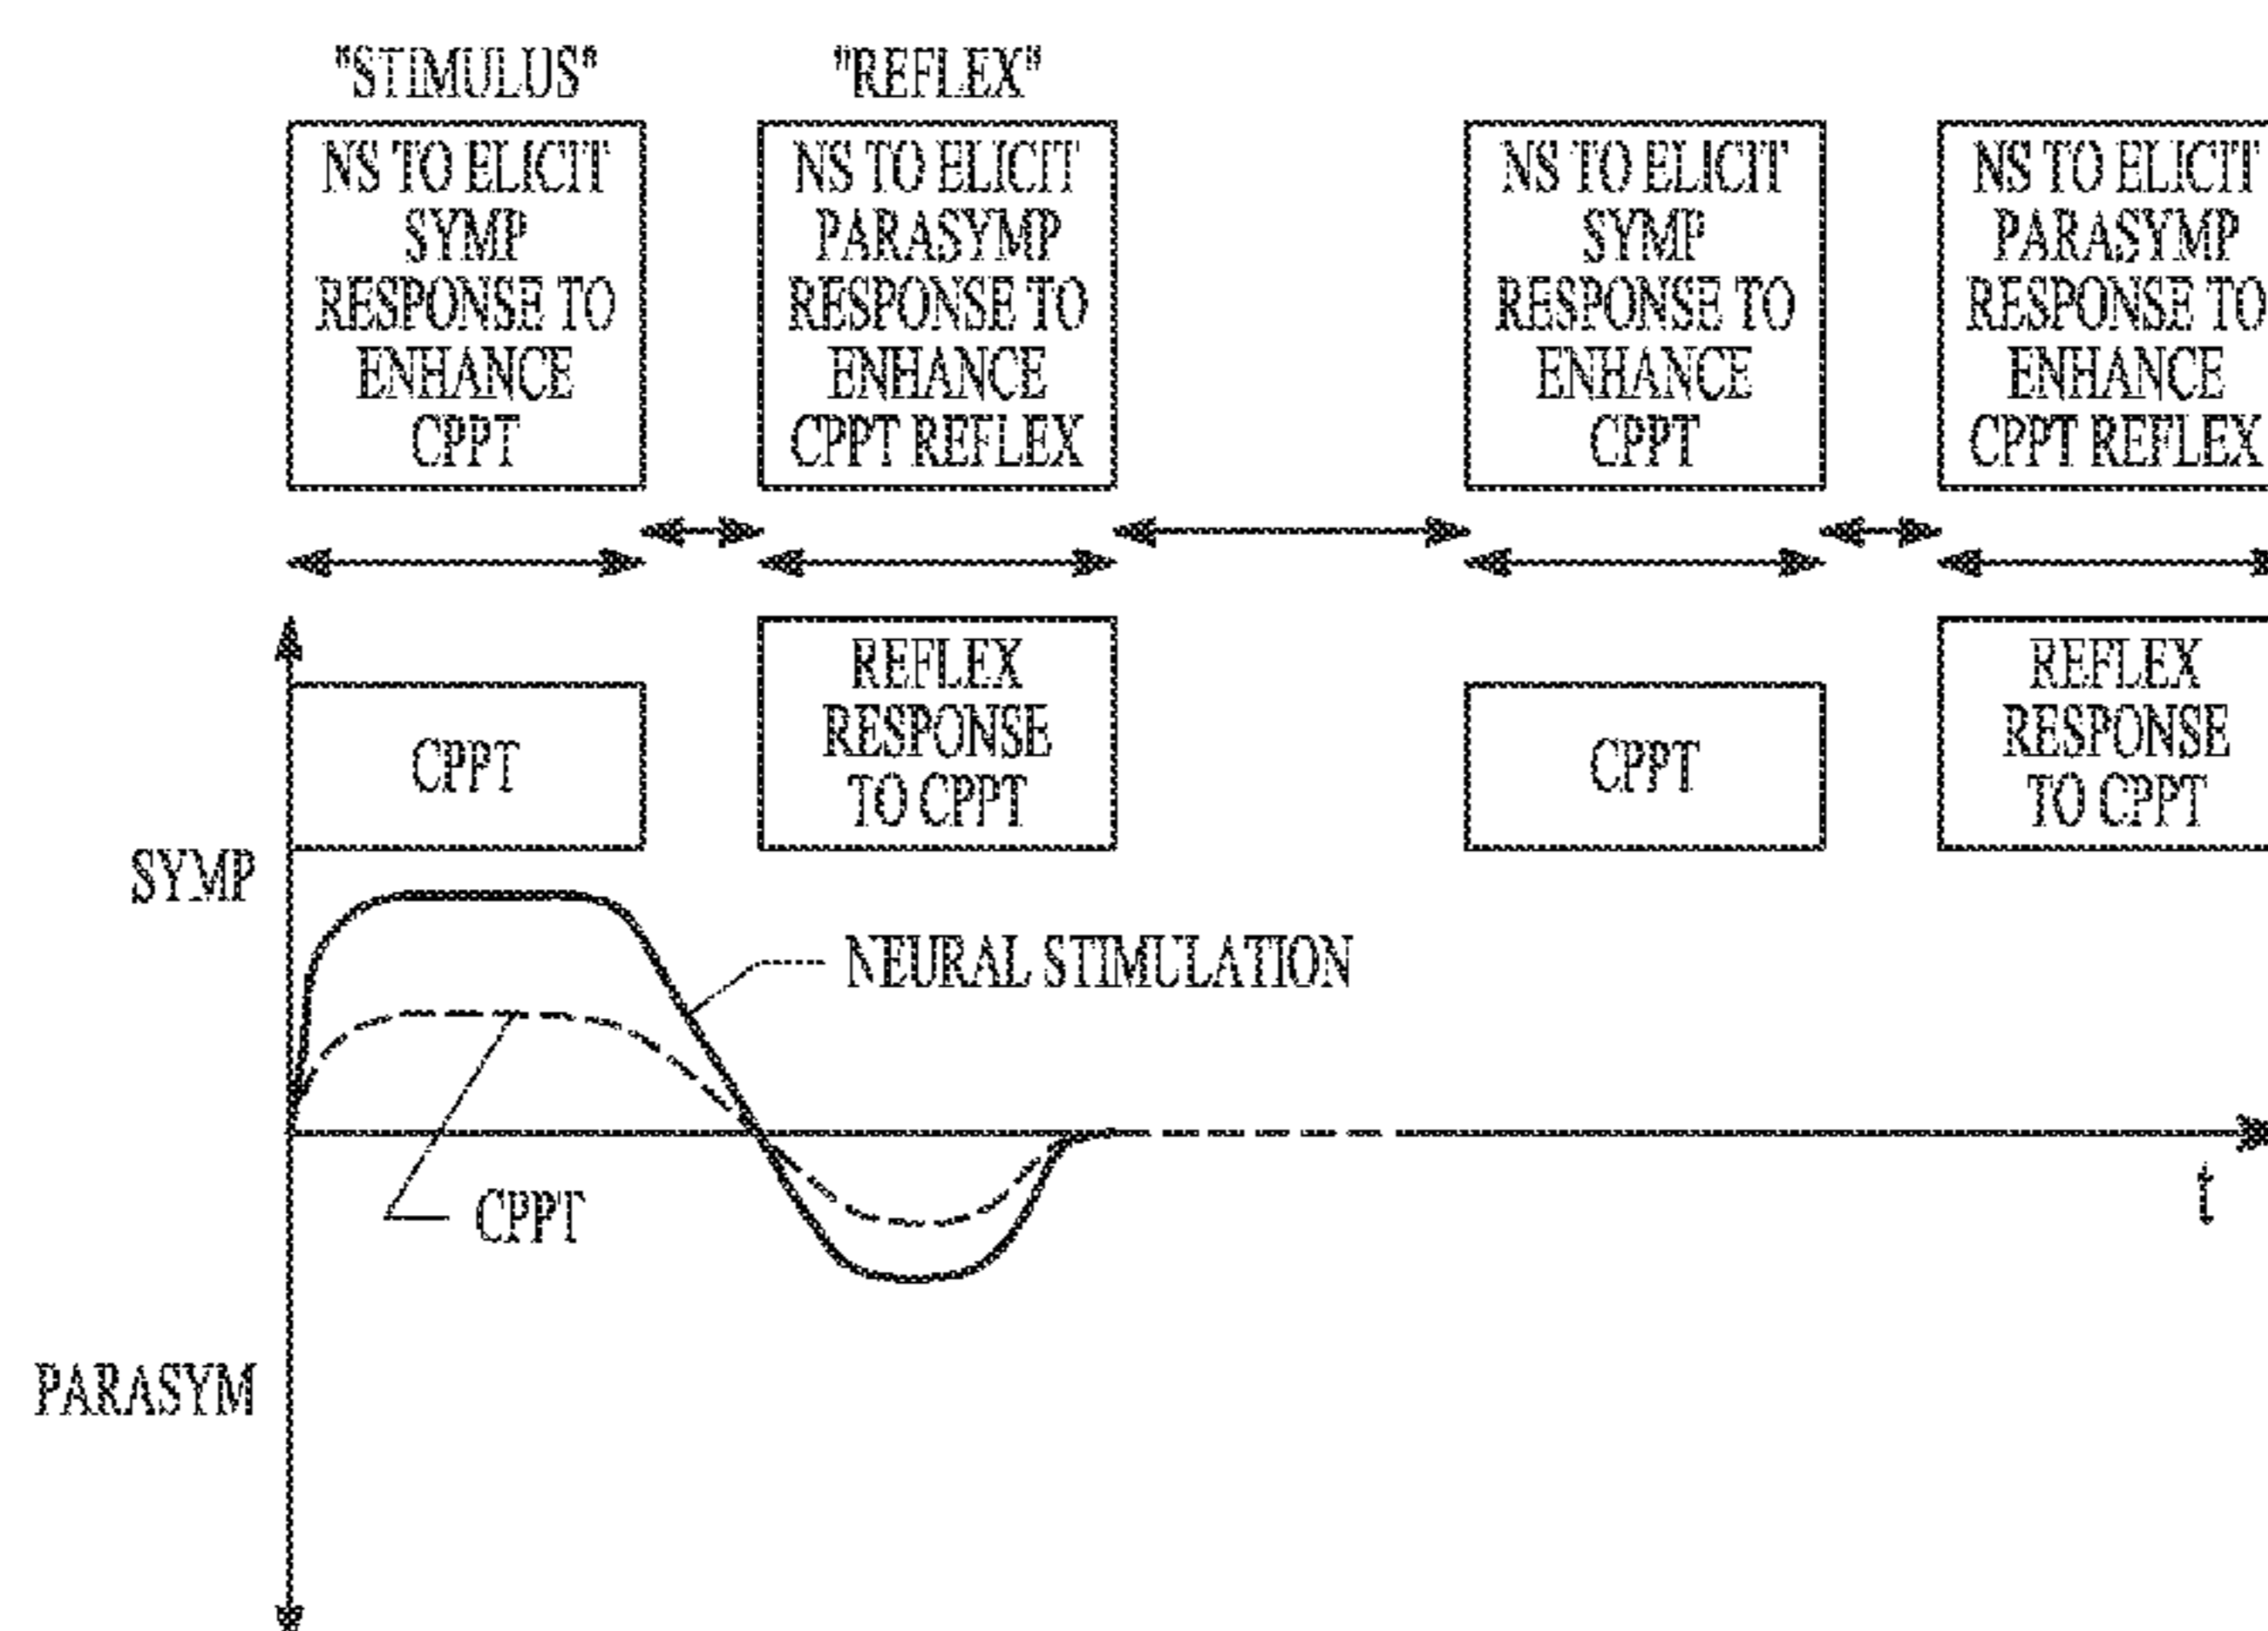 "STIMULUS"
"REFLEX"
NS TO ELICIT
SYMP
RESPONSE TO
ENHANCE
CPPT
NS TO ELICIT
PARASYMP
RESPONSE TO
ENHANCE
CPPT REFLEX
NS TO ELICIT
SYMP
RESPONSE TO
ENHANCE
CPPT
NS TO ELICIT
PARASYMP
RESPONSE TO
ENHANCE
CPPT REFLEX
CPPT
REFLEX
RESPONSE
TO CPPT
CPPT
REFLEX
RESPONSE
TO CPPT
SYMP
NEURAL STIMULATION
CPPT
t
PARASYM